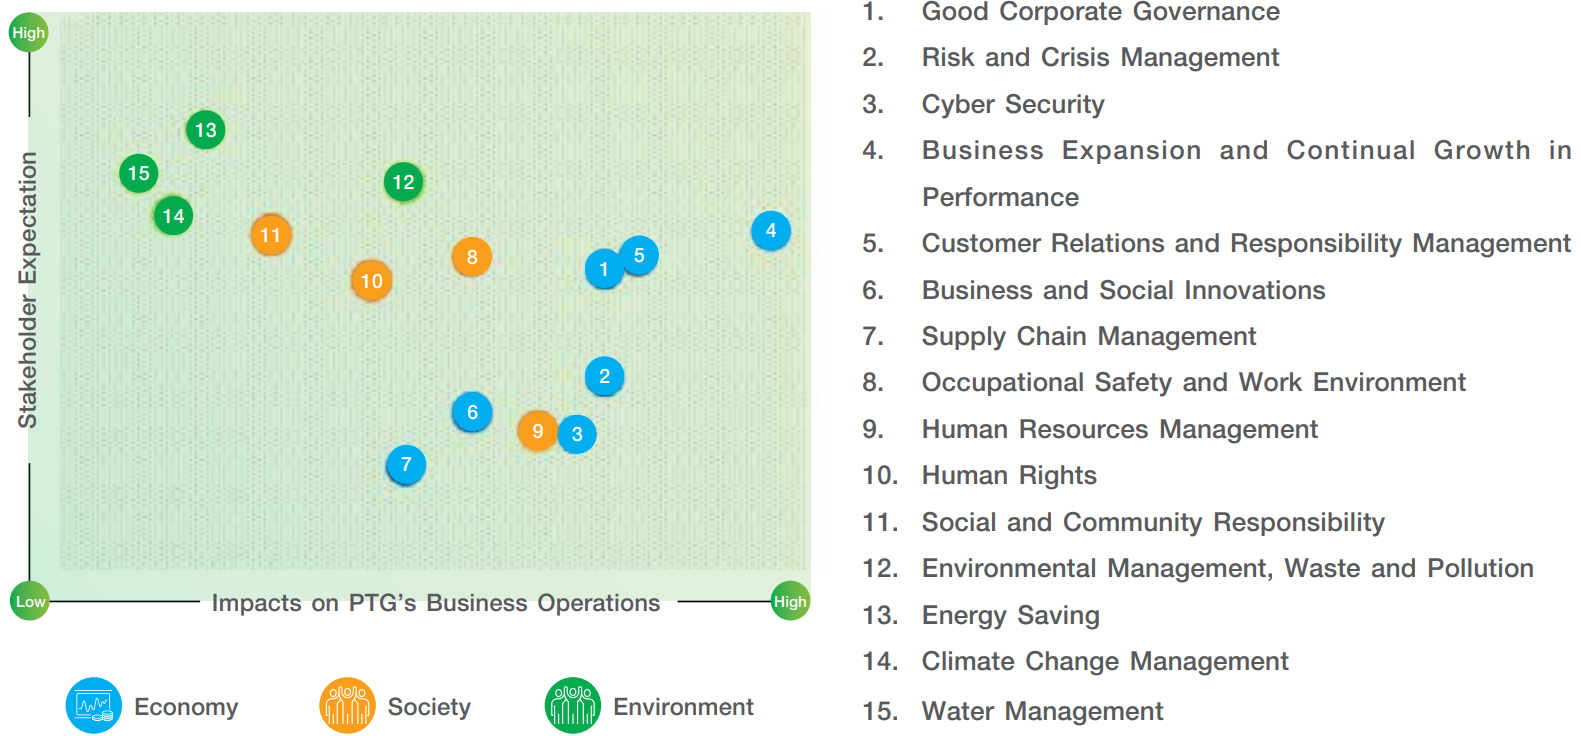 High
Stakeholder Expectation
13
15
12
14
11
4
8
5
1
10
2
6
9
3
7
Low
Impacts on PTG’s Business Operations
High
Economy
Society
Environment
1. Good Corporate Governance
2. Risk and Crisis Management
3. Cyber Security
4. Business Expansion and Continual Growth in
Performance
5. Customer Relations and Responsibility Management
6. Business and Social Innovations
7. Supply Chain Management
8. Occupational Safety and Work Environment
9. Human Resources Management
10. Human Rights
11. Social and Community Responsibility
12. Environmental Management, Waste and Pollution
13. Energy Saving
14. Climate Change Management
15. Water Management